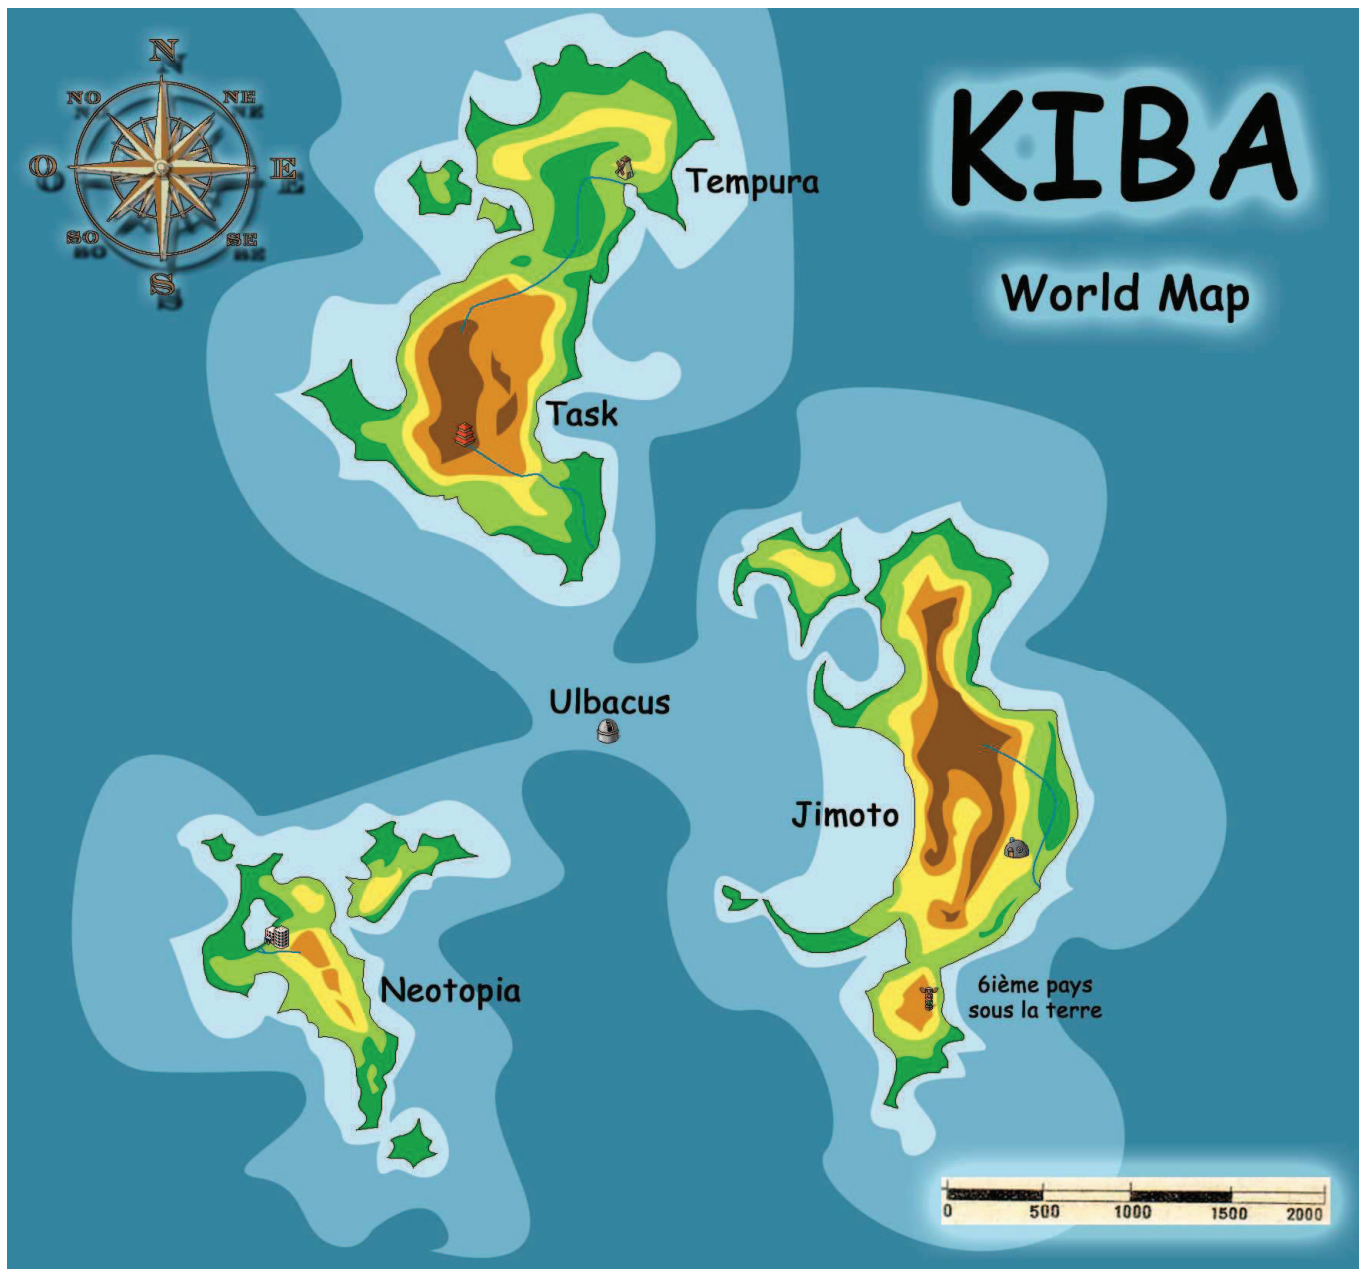 N
NO NE
O E
SO SE
S
KIBA
World Map
Tempura
Task
Ulbacus
Jimoto
Neotopia
6ième pays
sous la terre
0 500 1000 1500 2000